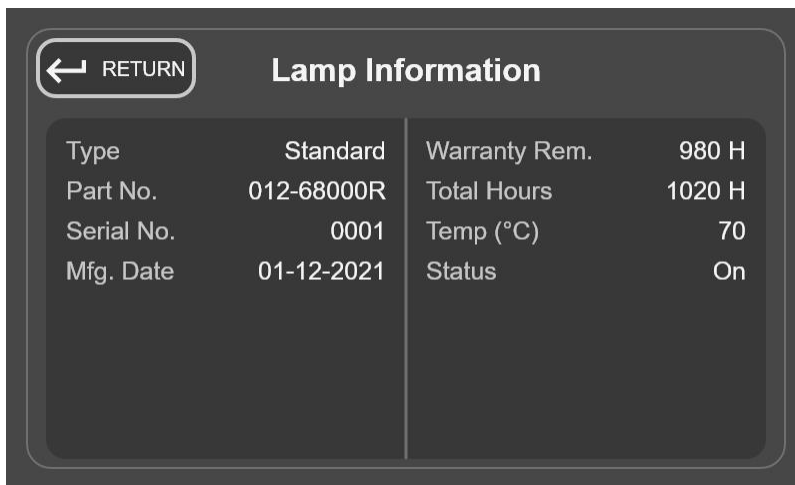 RETURN
Lamp Information
Type Standard
Part No. 012-68000R
Serial No. 0001
Mfg. Date 01-12-2021
Warranty Rem. 980 H
Total Hours 1020 H
Temp (°C) 70
Status On